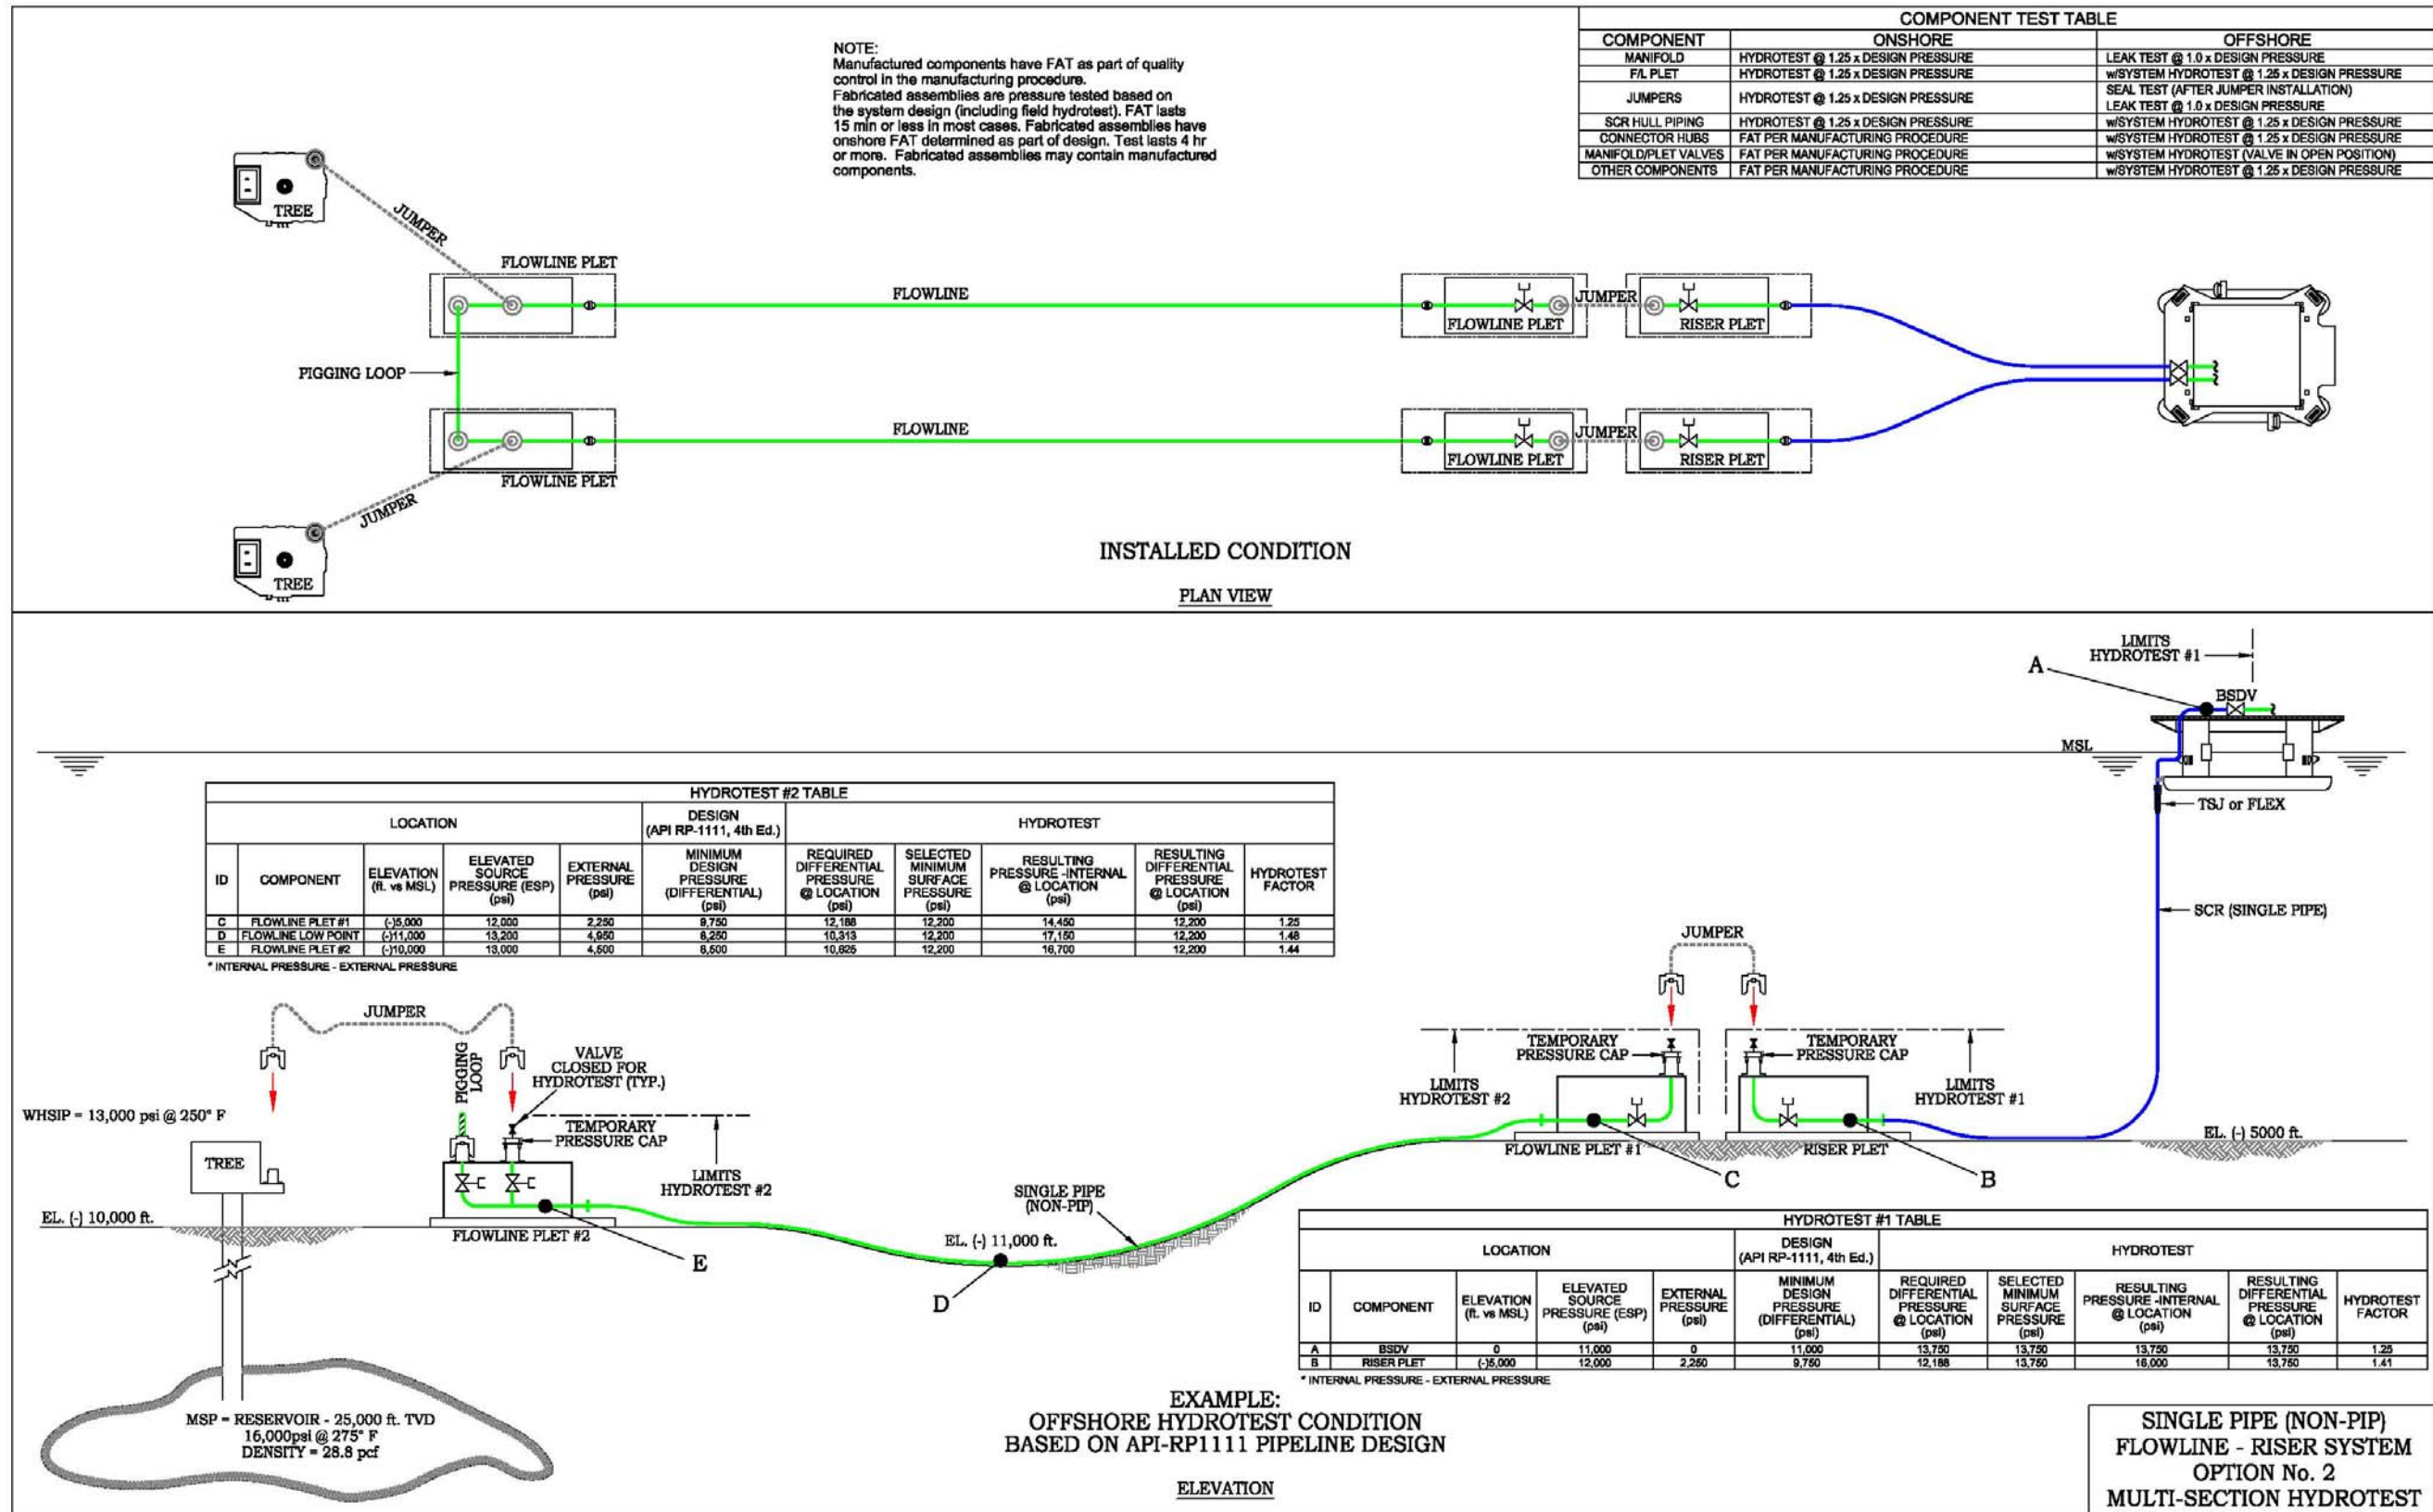 NOTE:
Manufactured components have FAT as part of quality
control in the manufacturing procedure.
Fabricated assemblies are pressure tested based on
the system design (including field hydrotest). FAT lasts
15 min or less in most cases. Fabricated assemblies have
onshore FAT determined as part of design. Test lasts 4 hr
or more. Fabricated assemblies may contain manufactured
components.
COMPONENT TEST TABLE
COMPONENT ONSHORE OFFSHORE
MANIFOLD HYDROTEST @ 1.25 x DESIGN PRESSURE LEAK TEST @ 1.0 x DESIGN PRESSURE
F/L PLET HYDROTEST @ 1.25 x DESIGN PRESSURE w/SYSTEM HYDROTEST @ 1.25 x DESIGN PRESSURE
JUMPERS HYDROTEST @ 1.25 x DESIGN PRESSURE SEAL TEST (AFTER JUMPER INSTALLATION)
LEAK TEST @ 1.0 x DESIGN PRESSURE
SCR HULL PIPING HYDROTEST @ 1.25 x DESIGN PRESSURE w/SYSTEM HYDROTEST @ 1.25 x DESIGN PRESSURE
CONNECTOR HUBS FAT PER MANUFACTURING PROCEDURE w/SYSTEM HYDROTEST @ 1.25 x DESIGN PRESSURE
MANIFOLD/PLET VALVES FAT PER MANUFACTURING PROCEDURE w/SYSTEM HYDROTEST (VALVE IN OPEN POSITION)
OTHER COMPONENTS FAT PER MANUFACTURING PROCEDURE w/SYSTEM HYDROTEST @ 1.25 x DESIGN PRESSURE
TREE
JUMPER
FLOWLINE PLET
FLOWLINE
JUMPER
FLOWLINE PLET
RISER PLET
PIGGING LOOP
FLOWLINE
JUMPER
FLOWLINE PLET
RISER PLET
FLOWLINE PLET
JUMPER
TREE
INSTALLED CONDITION
PLAN VIEW
LIMITS
HYDROTEST #1
A
BSDV
MSL
TSJ or FLEX
SCR (SINGLE PIPE)
HYDROTEST #2 TABLE
LOCATION
DESIGN
(API RP-1111, 4th Ed.)
HYDROTEST
ID
COMPONENT
ELEVATION
(ft. vs MSL)
ELEVATED
SOURCE
PRESSURE (ESP)
(psi)
EXTERNAL
PRESSURE
(psi)
MINIMUM
DESIGN
PRESSURE
(DIFFERENTIAL)
(psi)
REQUIRED
DIFFERENTIAL
PRESSURE
@ LOCATION
(psi)
SELECTED
MINIMUM
SURFACE
PRESSURE
(psi)
RESULTING
PRESSURE -INTERNAL
@ LOCATION
(psi)
RESULTING
DIFFERENTIAL
PRESSURE
@ LOCATION
(psi)
HYDROTEST
FACTOR
C FLOWLINE PLET #1 (-)5,000 12,000 2,250 9,750 12,188 12,200 14,450 12,200 1.25
D FLOWLINE LOW POINT (-)11,000 13,200 4,950 8,250 10,313 12,200 17,150 12,200 1.48
E FLOWLINE PLET #2 (-)10,000 13,000 4,500 8,500 10,625 12,200 16,700 12,200 1.44
* INTERNAL PRESSURE - EXTERNAL PRESSURE
JUMPER
PIGGING
LOOP
VALVE
CLOSED FOR
HYDROTEST (TYP.)
TEMPORARY
PRESSURE CAP
LIMITS
HYDROTEST #2
WHSIP = 13,000 psi @ 250° F
TREE
EL. (-) 10,000 ft.
FLOWLINE PLET #2
E
EL. (-) 11,000 ft.
D
SINGLE PIPE
(NON-PIP)
JUMPER
TEMPORARY
PRESSURE CAP
LIMITS
HYDROTEST #2
TEMPORARY
PRESSURE CAP
LIMITS
HYDROTEST #1
FLOWLINE PLET #1
RISER PLET
C
B
EL. (-) 5000 ft.
HYDROTEST #1 TABLE
LOCATION
DESIGN
(API RP-1111, 4th Ed.)
HYDROTEST
ID
COMPONENT
ELEVATION
(ft. vs MSL)
ELEVATED
SOURCE
PRESSURE (ESP)
(psi)
EXTERNAL
PRESSURE
(psi)
MINIMUM
DESIGN
PRESSURE
(DIFFERENTIAL)
(psi)
REQUIRED
DIFFERENTIAL
PRESSURE
@ LOCATION
(psi)
SELECTED
MINIMUM
SURFACE
PRESSURE
(psi)
RESULTING
PRESSURE -INTERNAL
@ LOCATION
(psi)
RESULTING
DIFFERENTIAL
PRESSURE
@ LOCATION
(psi)
HYDROTEST
FACTOR
A BSDV 0 11,000 0 11,000 13,750 13,750 13,750 13,750 1.25
B RISER PLET (-)5,000 12,000 2,250 9,750 12,188 13,750 16,000 13,750 1.41
* INTERNAL PRESSURE - EXTERNAL PRESSURE
MSP = RESERVOIR - 25,000 ft. TVD
16,000psi @ 275° F
DENSITY = 28.8 pcf
EXAMPLE:
OFFSHORE HYDROTEST CONDITION
BASED ON API-RP1111 PIPELINE DESIGN
ELEVATION
SINGLE PIPE (NON-PIP)
FLOWLINE - RISER SYSTEM
OPTION No. 2
MULTI-SECTION HYDROTEST